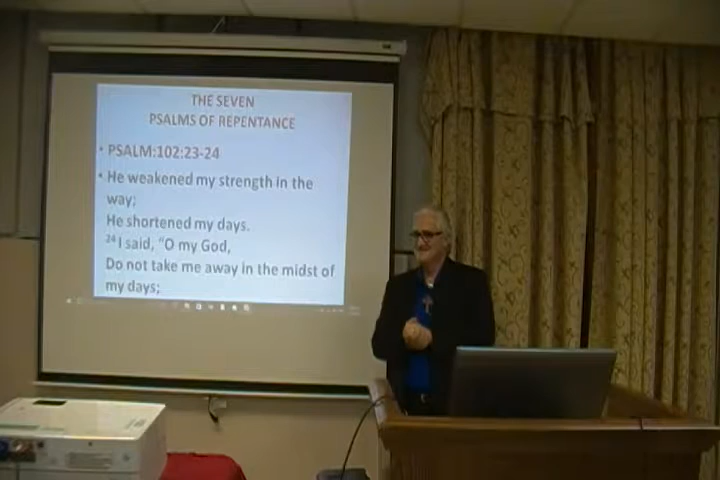 THE SEVEN
PSALMS OF REPENTANCE
• PSALM:102:23-24
• He weakened my strength in the
way;
He shortened my days.
24 I said, "O my God,
Do not take me away in the midst of
my days;